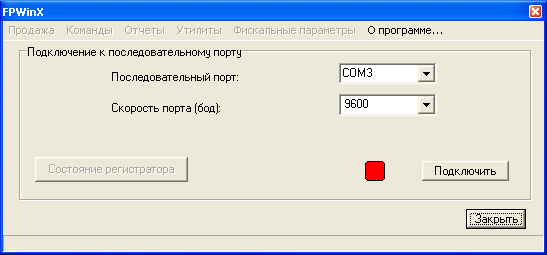 FPWinX
Продажа Команды Отчеты Утилиты Фискальные параметры О программе...
Подключение к последовательному порту
Последовательный порт: COM3
Скорость порта (бод): 9600
Состояние регистратора Подключить
Закрыть